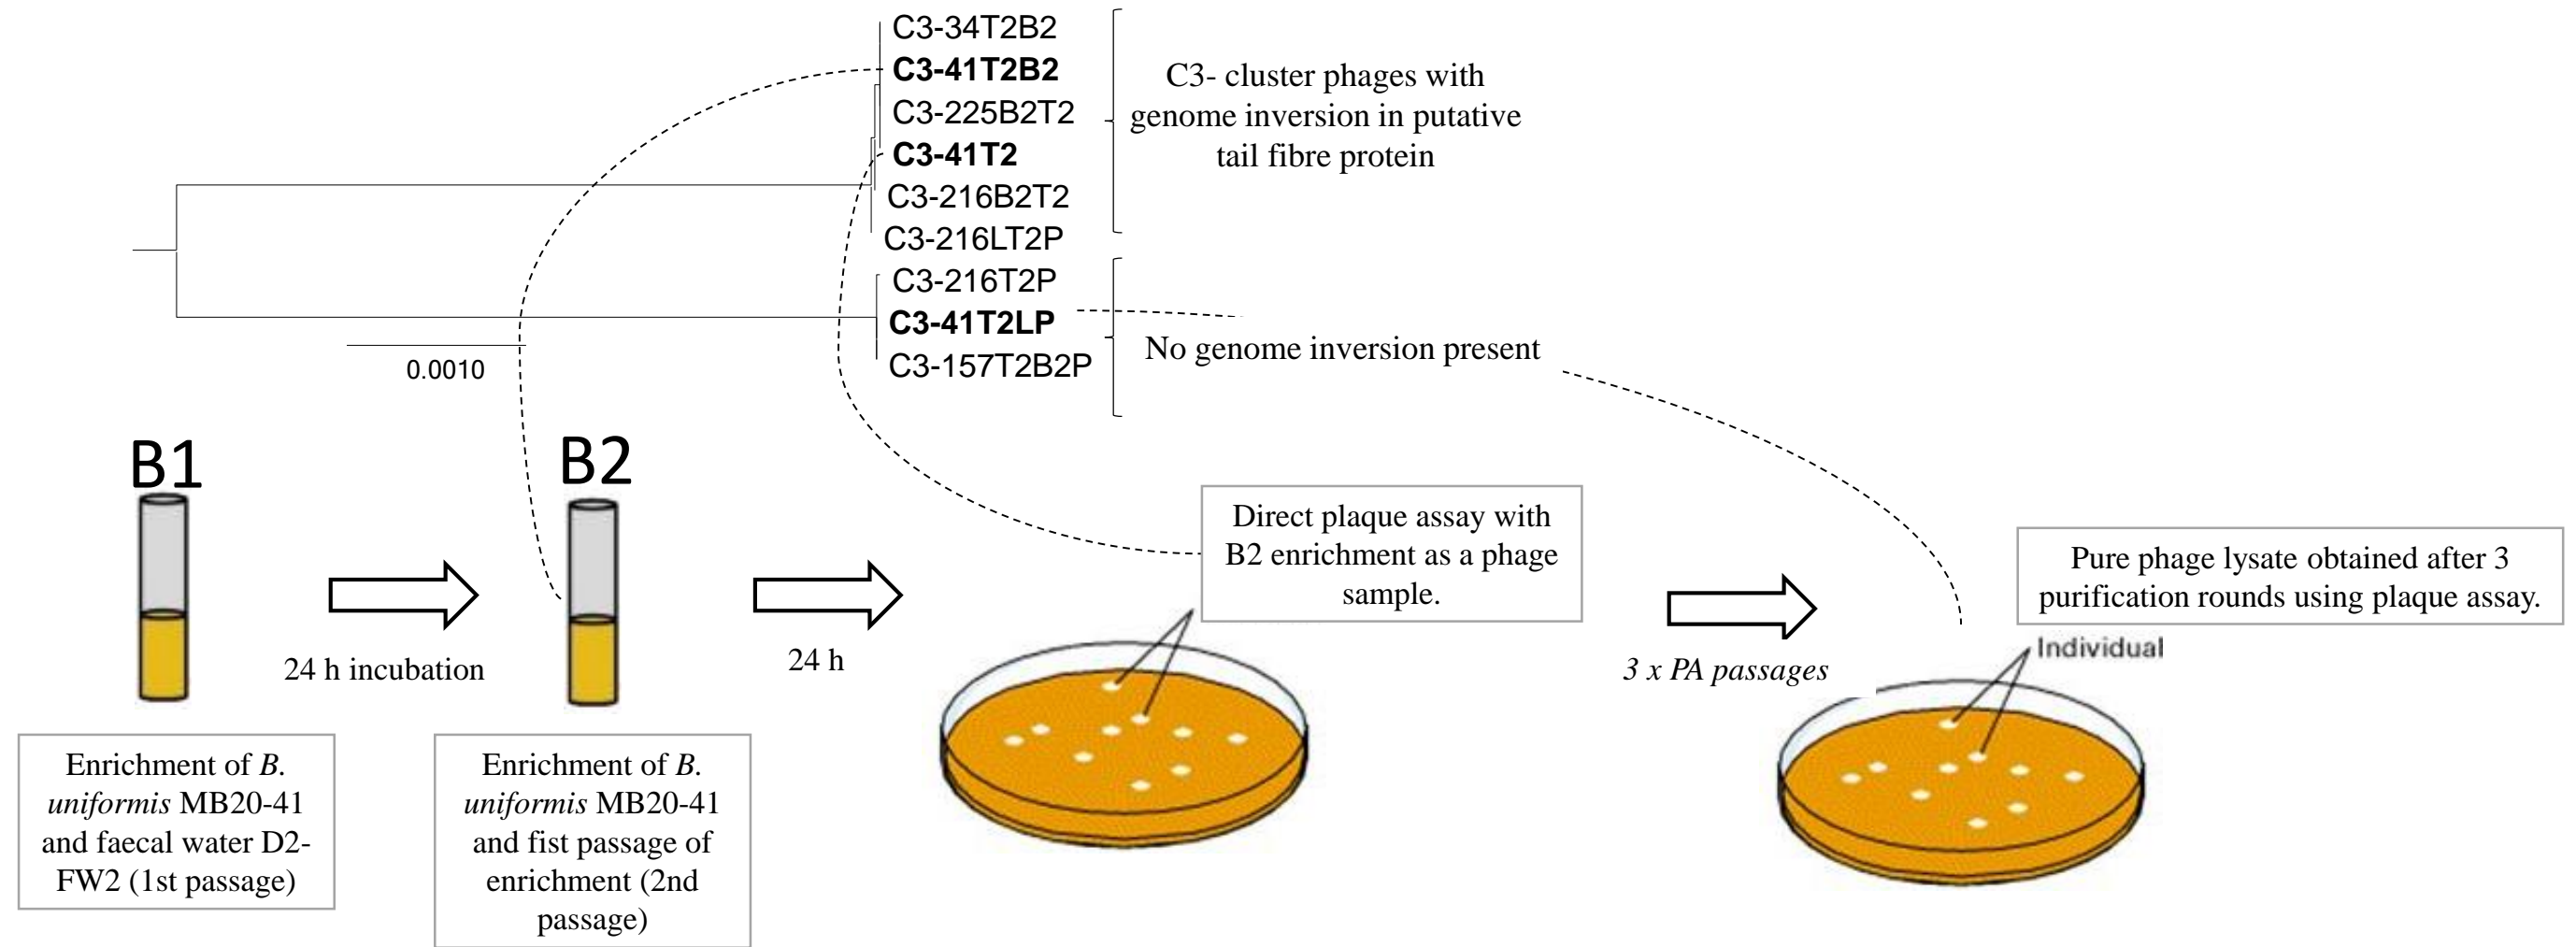 C3-34T2B2
C3-41T2B2
C3-225B2T2
C3-41T2
C3-216B2T2
C3-216LT2P
C3-216T2P
C3-41T2LP
C3-157T2B2P
C3- cluster phages with
genome inversion in putative
tail fibre protein
No genome inversion present
0.0010
B1
B2
24 h incubation
24 h
3 x PA passages
Direct plaque assay with
B2 enrichment as a phage
sample.
Pure phage lysate obtained after 3
purification rounds using plaque assay.
Individual
Enrichment of B.
uniformis MB20-41
and faecal water D2-
FW2 (1st passage)
Enrichment of B.
uniformis MB20-41
and fist passage of
enrichment (2nd
passage)